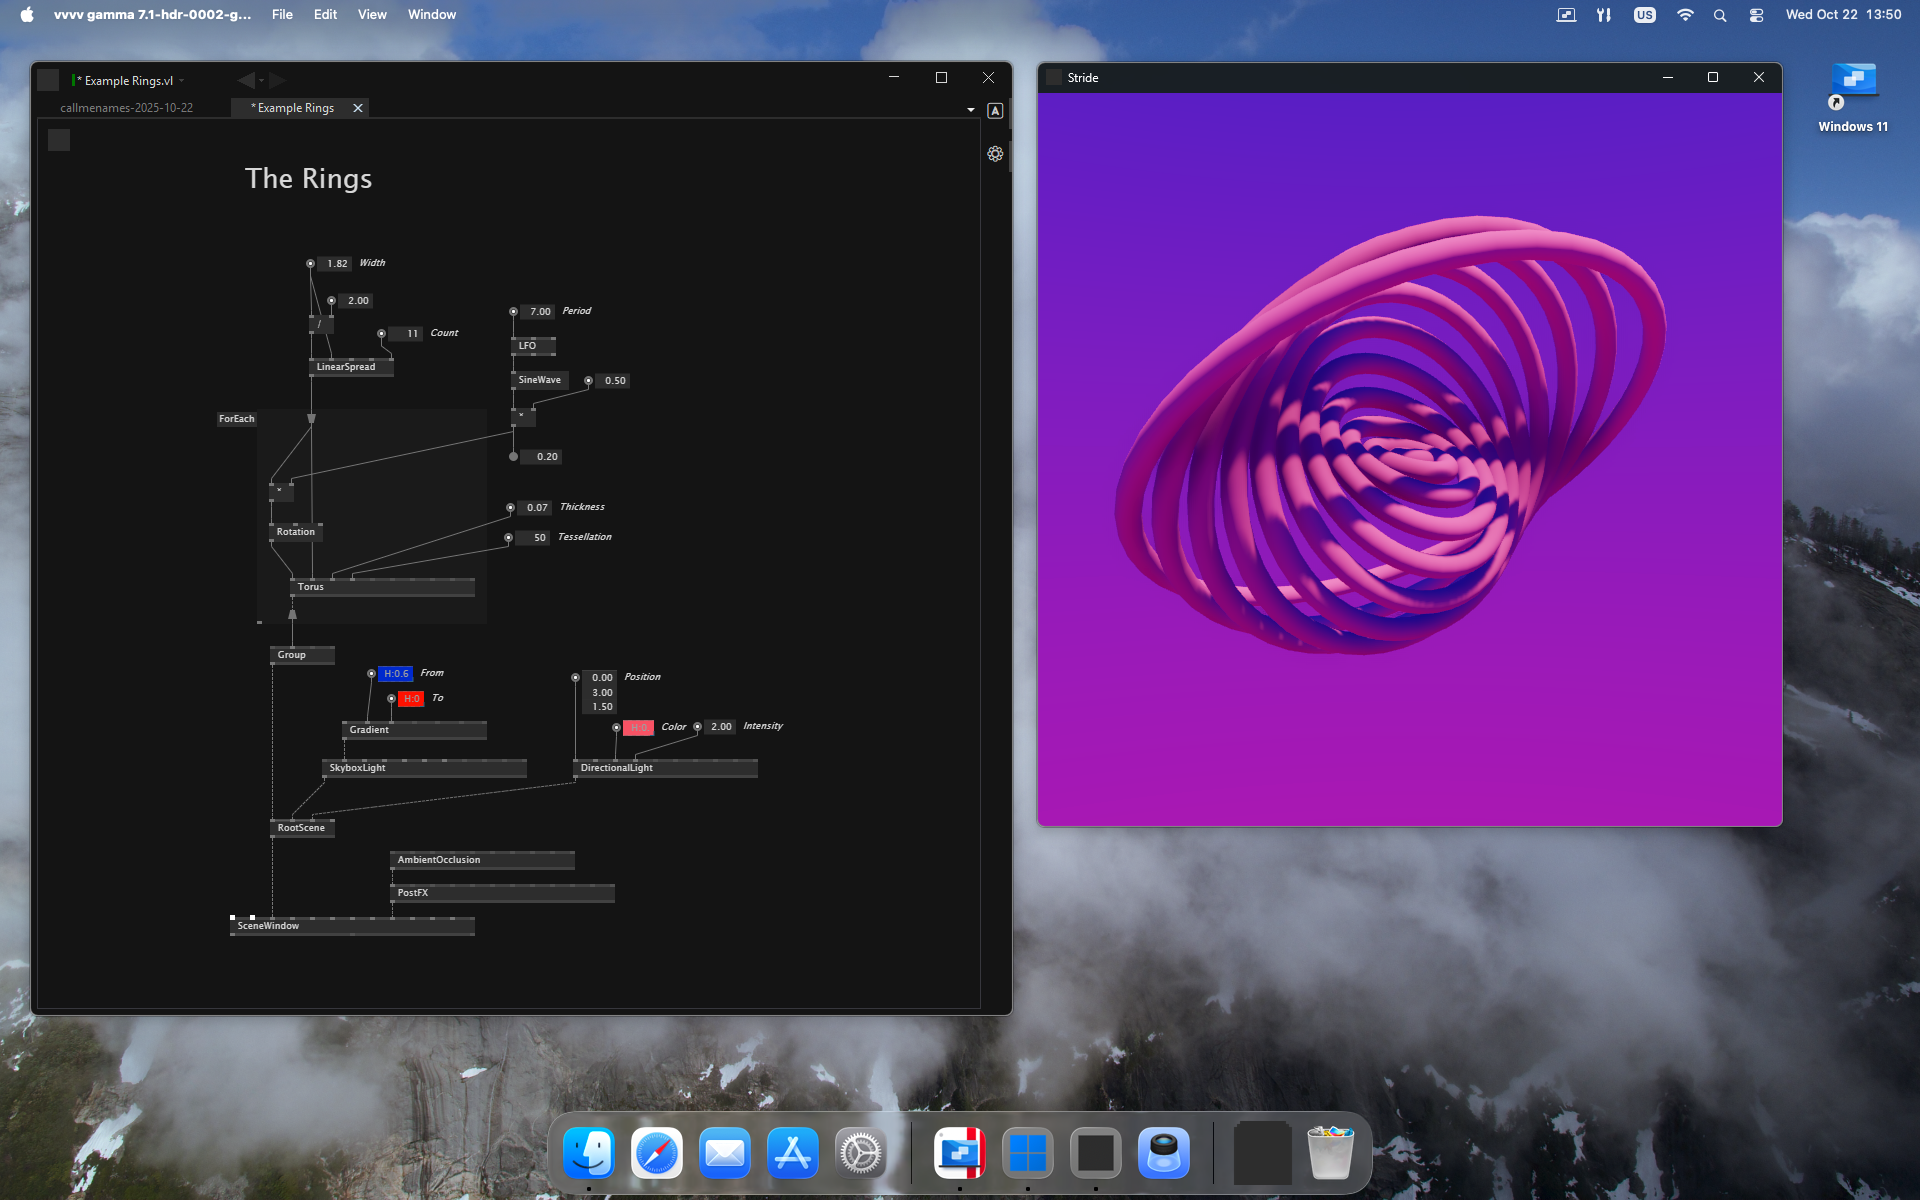 vvvv gamma 7.1-hdr-0002-g...
File
Edit
View
Window
US
Wed Oct 22 13:50
* Example Rings.vl
callmenames-2025-10-22
* Example Rings
A
The Rings
1.82 Width
2.00
/
11 Count
LinearSpread
7.00 Period
LFO
SineWave
0.50
*
0.20
ForEach
*
Rotation
0.07 Thickness
50 Tessellation
Torus
Group
H:0.6 From
H:0 To
Gradient
SkyboxLight
0.00 Position
3.00
1.50
H:0. Color
2.00 Intensity
DirectionalLight
RootScene
AmbientOcclusion
PostFX
SceneWindow
Stride
Windows 11